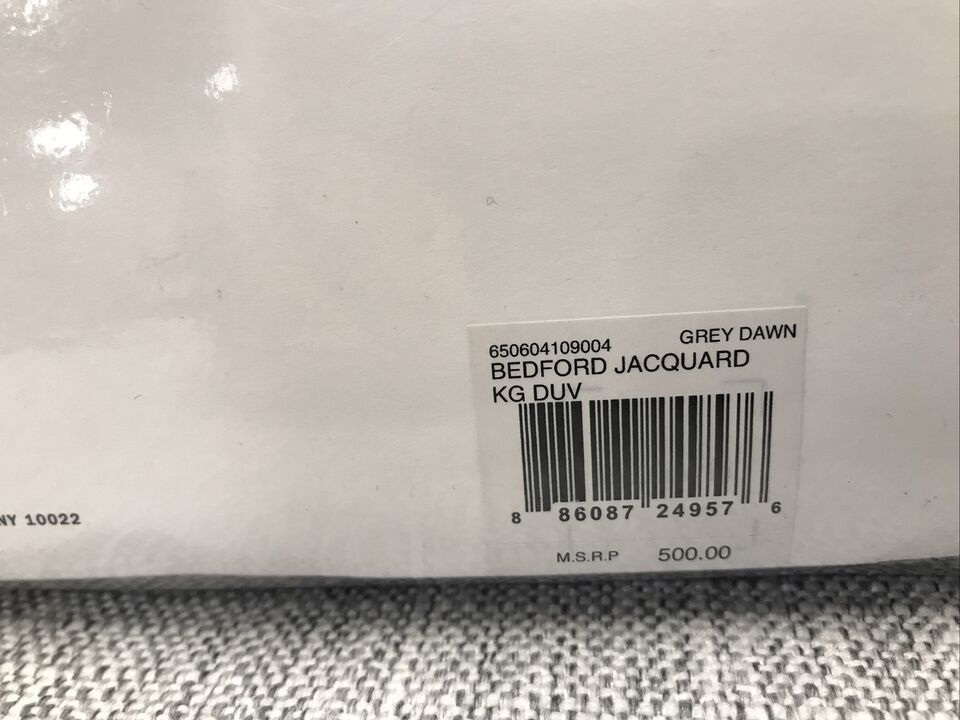 650604109004 GREY DAWN
BEDFORD JACQUARD
KG DUV
8 86087 24957 6
M.S.R.P 500.00
NY 10022